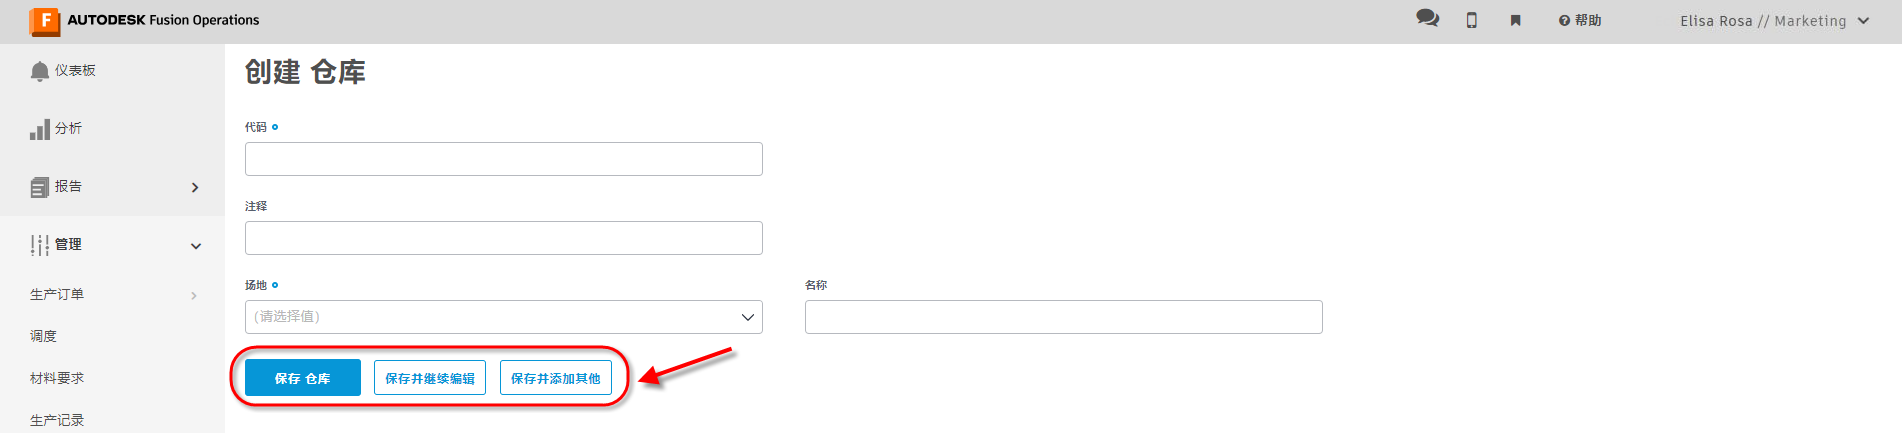 AUTODESK Fusion Operations
帮助
Elisa Rosa // Marketing
仪表板
分析
报告
管理
生产订单
调度
材料要求
生产记录
创建 仓库
代码
注释
场地
名称
(请选择值)
保存 仓库
保存并继续编辑
保存并添加其他